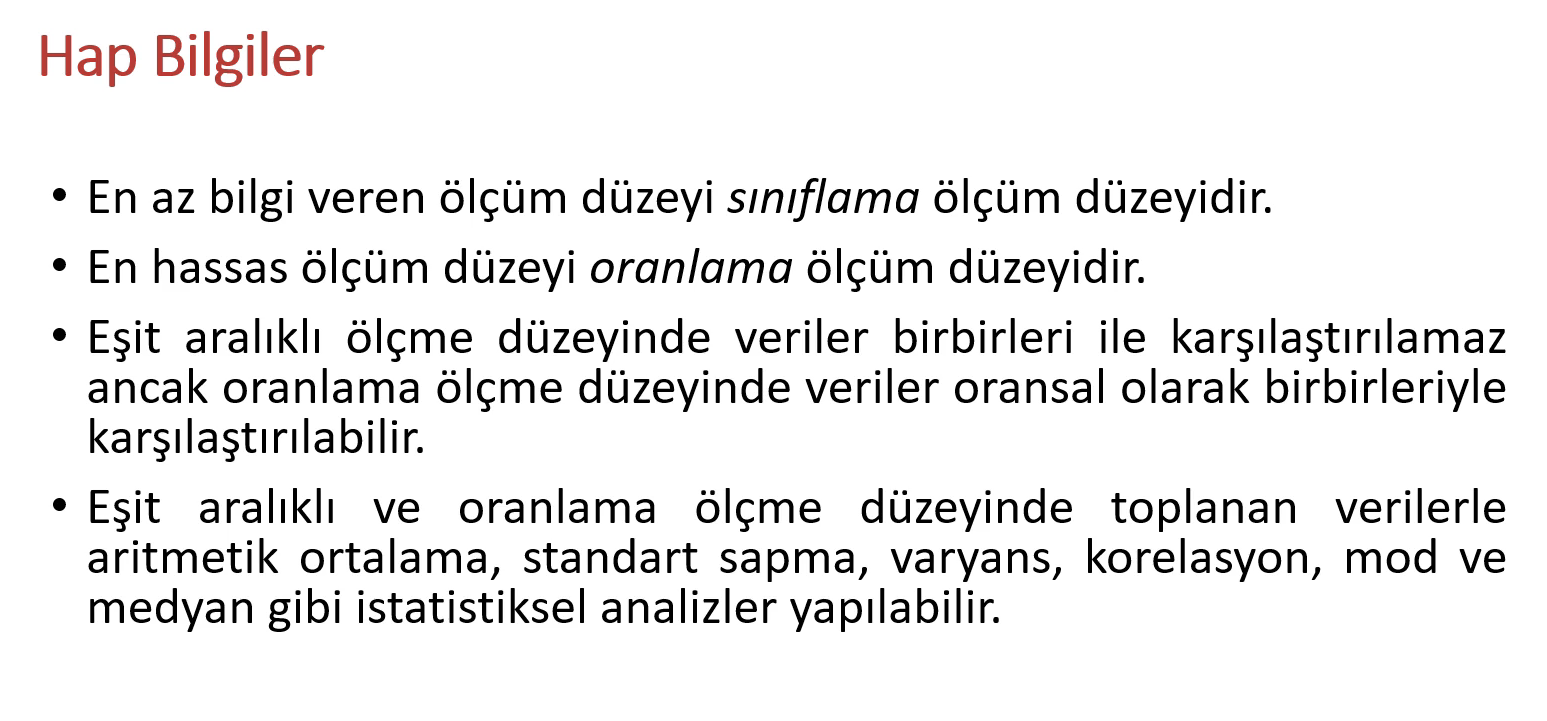 Hap Bilgiler
• En az bilgi veren ölçüm düzeyi sınıflama ölçüm düzeyidir.
• En hassas ölçüm düzeyi oranlama ölçüm düzeyidir.
• Eşit aralıklı ölçme düzeyinde veriler birbirleri ile karşılaştırılamaz
ancak oranlama ölçme düzeyinde veriler oransal olarak birbirleriyle
karşılaştırılabilir.
• Eşit aralıklı ve oranlama ölçme düzeyinde toplanan verilerle
aritmetik ortalama, standart sapma, varyans, korelasyon, mod ve
medyan gibi istatistiksel analizler yapılabilir.